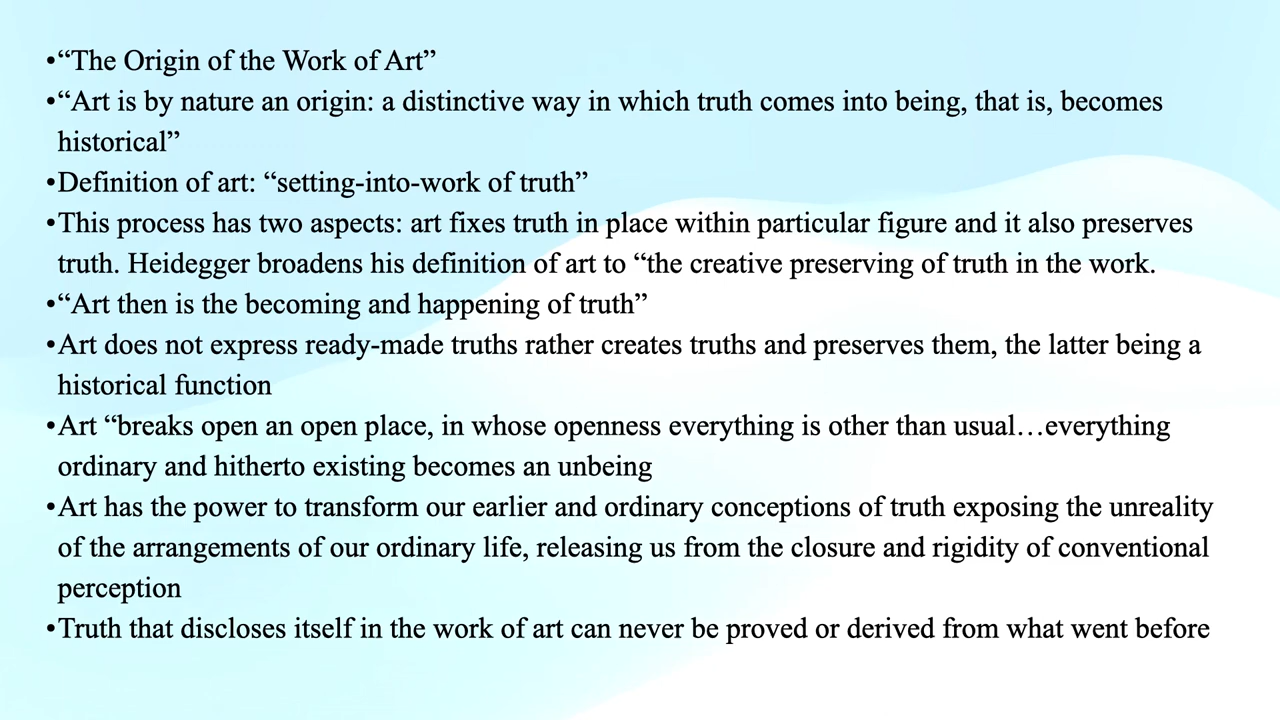 •“The Origin of the Work of Art”
•“Art is by nature an origin: a distinctive way in which truth comes into being, that is, becomes
historical”
•Definition of art: “setting-into-work of truth”
•This process has two aspects: art fixes truth in place within particular figure and it also preserves
truth. Heidegger broadens his definition of art to “the creative preserving of truth in the work.
•“Art then is the becoming and happening of truth”
•Art does not express ready-made truths rather creates truths and preserves them, the latter being a
historical function
•Art “breaks open an open place, in whose openness everything is other than usual…everything
ordinary and hitherto existing becomes an unbeing
•Art has the power to transform our earlier and ordinary conceptions of truth exposing the unreality
of the arrangements of our ordinary life, releasing us from the closure and rigidity of conventional
perception
•Truth that discloses itself in the work of art can never be proved or derived from what went before